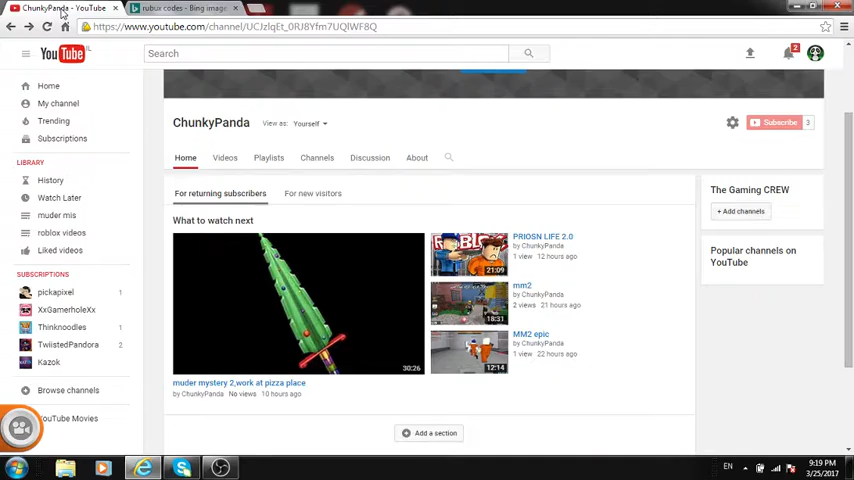 ChunkyPanda - YouTube
rubix codes - Bing image
https://www.youtube.com/channel/UCJzlqEt_0RJ8Yfm7UQlWF8Q
YouTube IL
Search
2
Home
My channel
Trending
Subscriptions
LIBRARY
History
Watch Later
muder mis
roblox videos
Liked videos
SUBSCRIPTIONS
pickapixel 1
XxGamerholeXx
Thinknoodles 1
TwiistedPandora 2
Kazok
Browse channels
YouTube Movies
ChunkyPanda
View as: Yourself
Subscribe 3
Home Videos Playlists Channels Discussion About
For returning subscribers For new visitors
What to watch next
30:26
muder mystery 2,work at pizza place
by ChunkyPanda No views 10 hours ago
21:09
PRIOSN LIFE 2.0
by ChunkyPanda
1 view 12 hours ago
18:31
mm2
by ChunkyPanda
2 views 21 hours ago
12:14
MM2 epic
by ChunkyPanda
1 view 22 hours ago
+ Add a section
The Gaming CREW
+ Add channels
Popular channels on
YouTube
EN
9:19 PM
3/25/2017